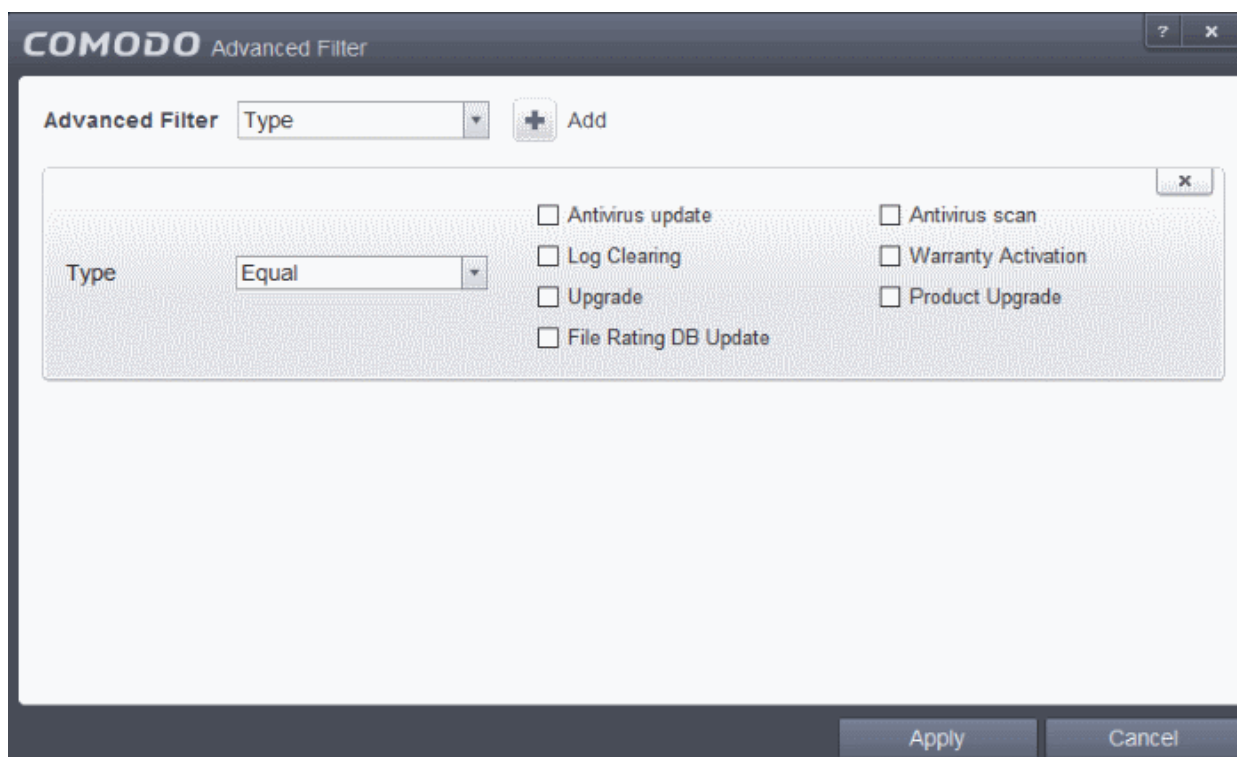 COMODO Advanced Filter ? x
Advanced Filter Type + Add
x
Antivirus update Antivirus scan
Log Clearing Warranty Activation
Type Equal
Upgrade Product Upgrade
File Rating DB Update
Apply Cancel